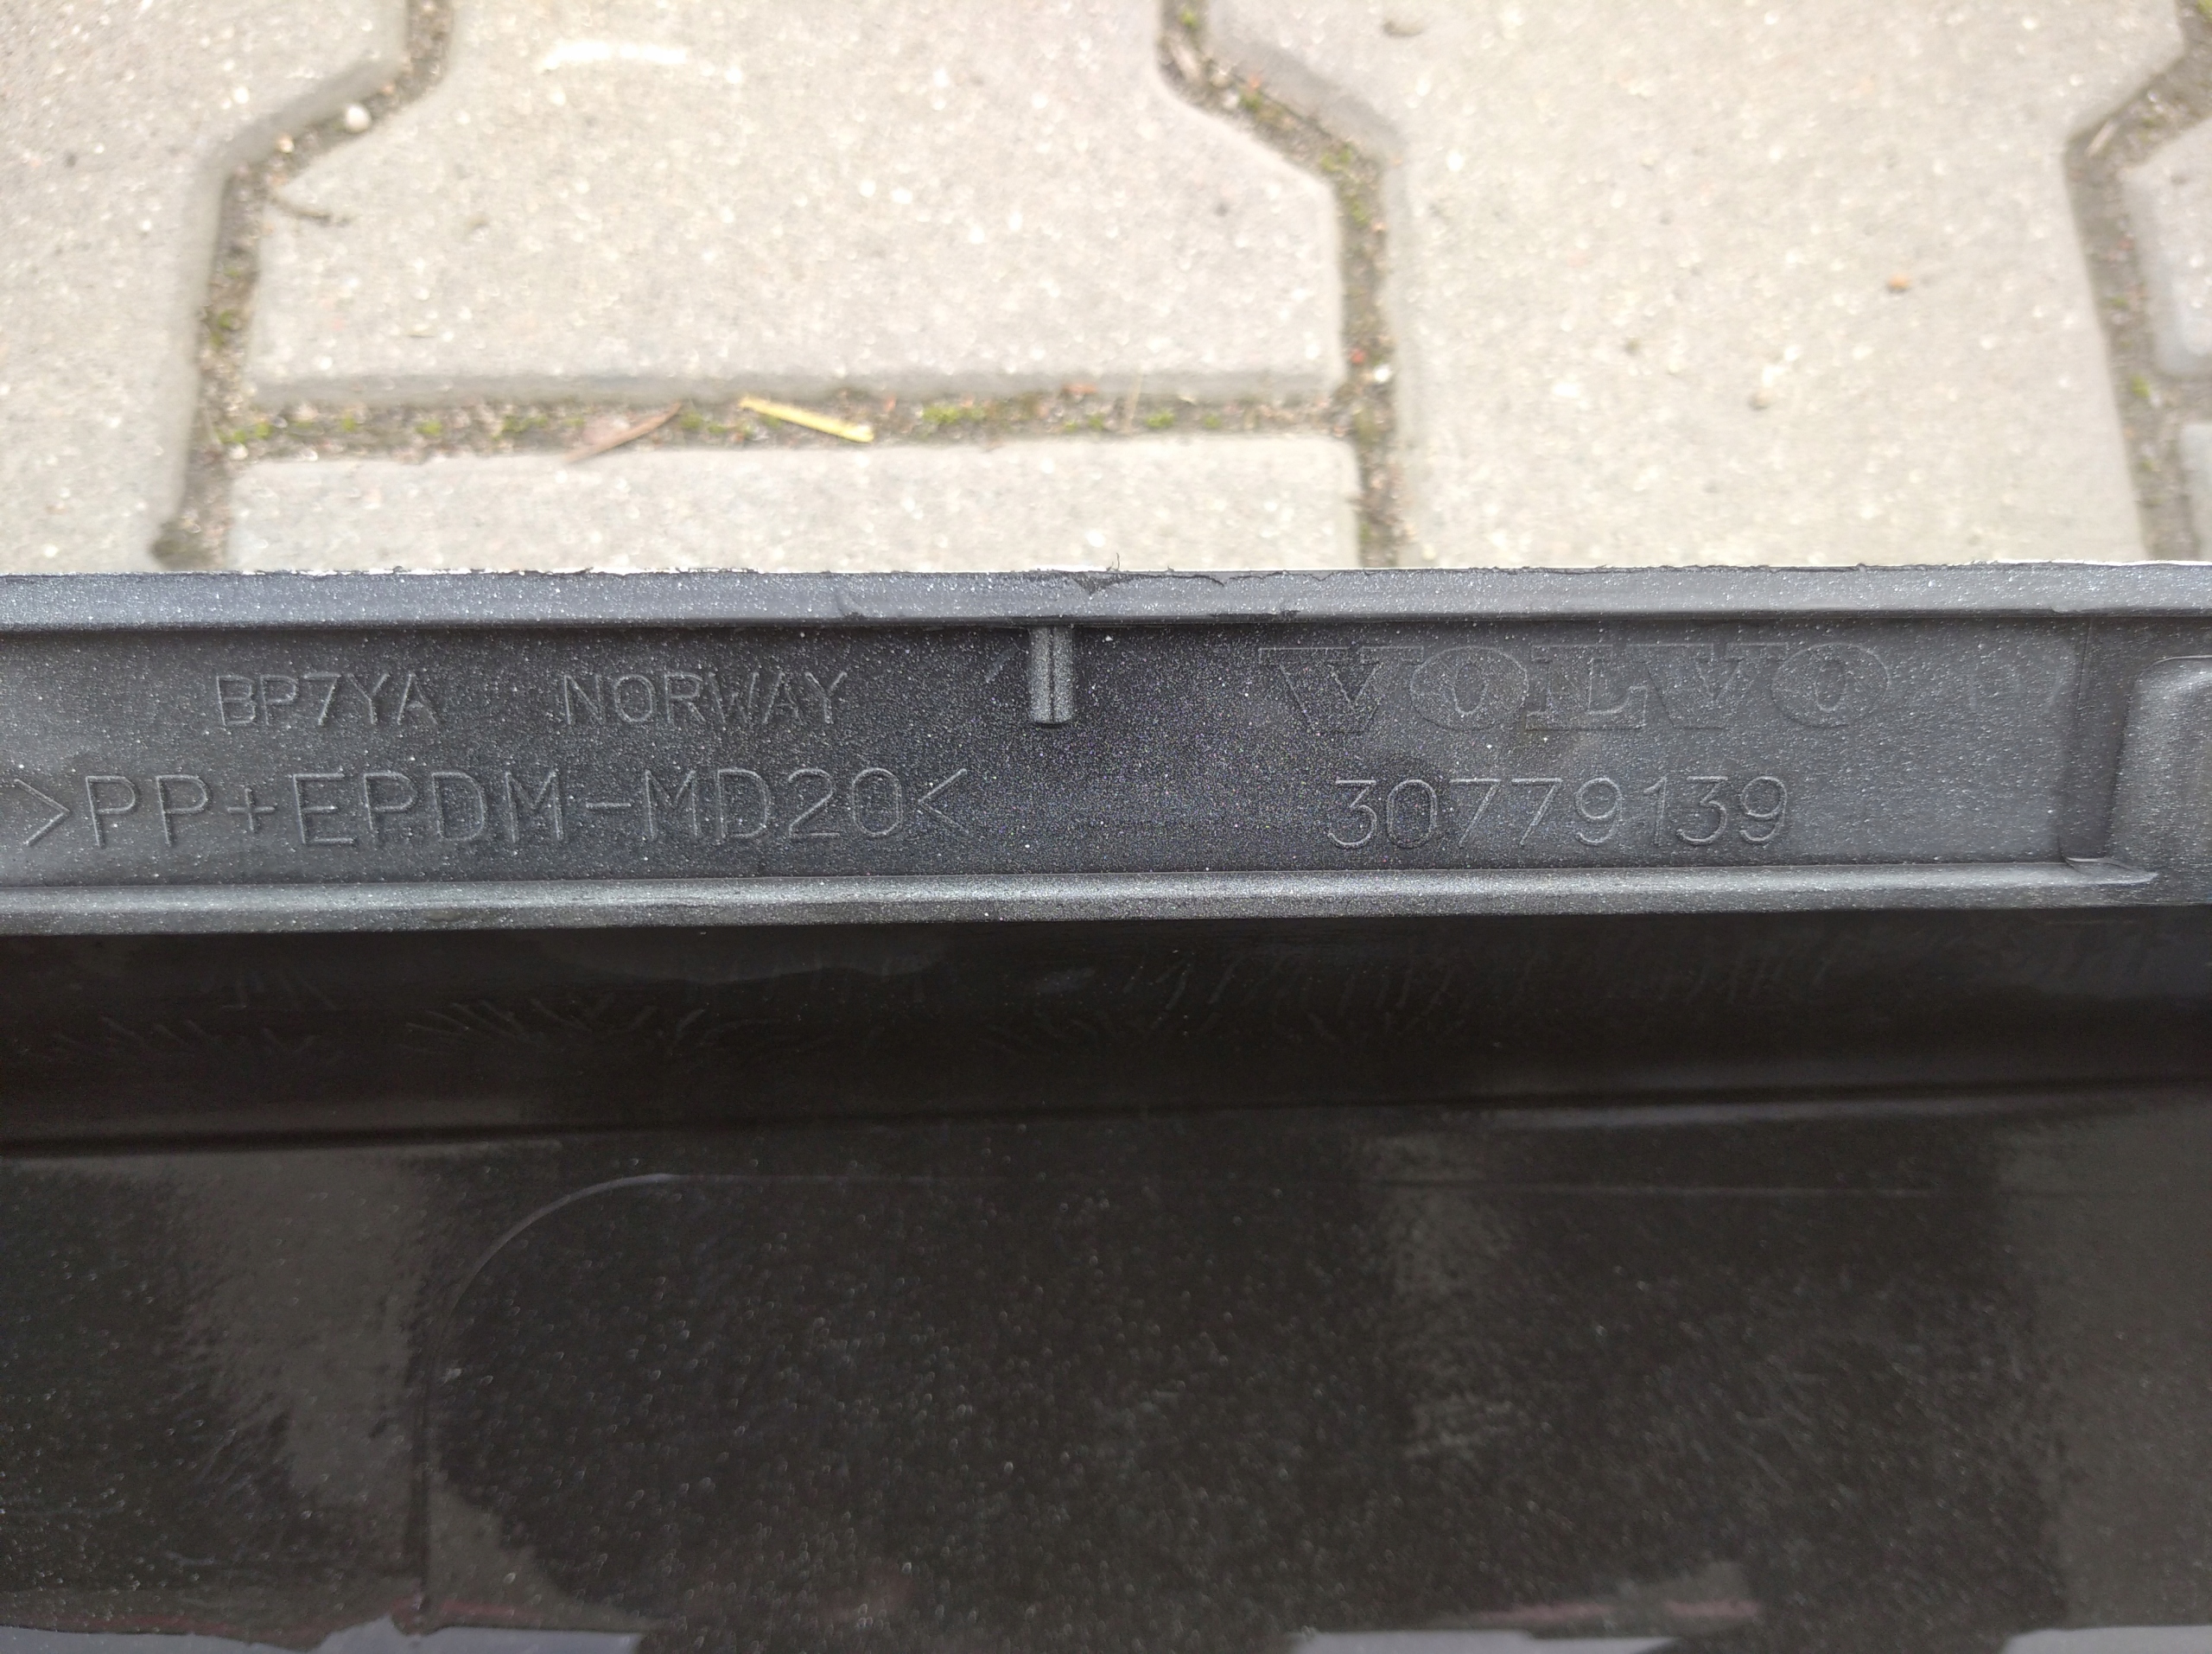 BP7YA NORWAY VOLVO
>PP+EPDM-MD20< 30779139